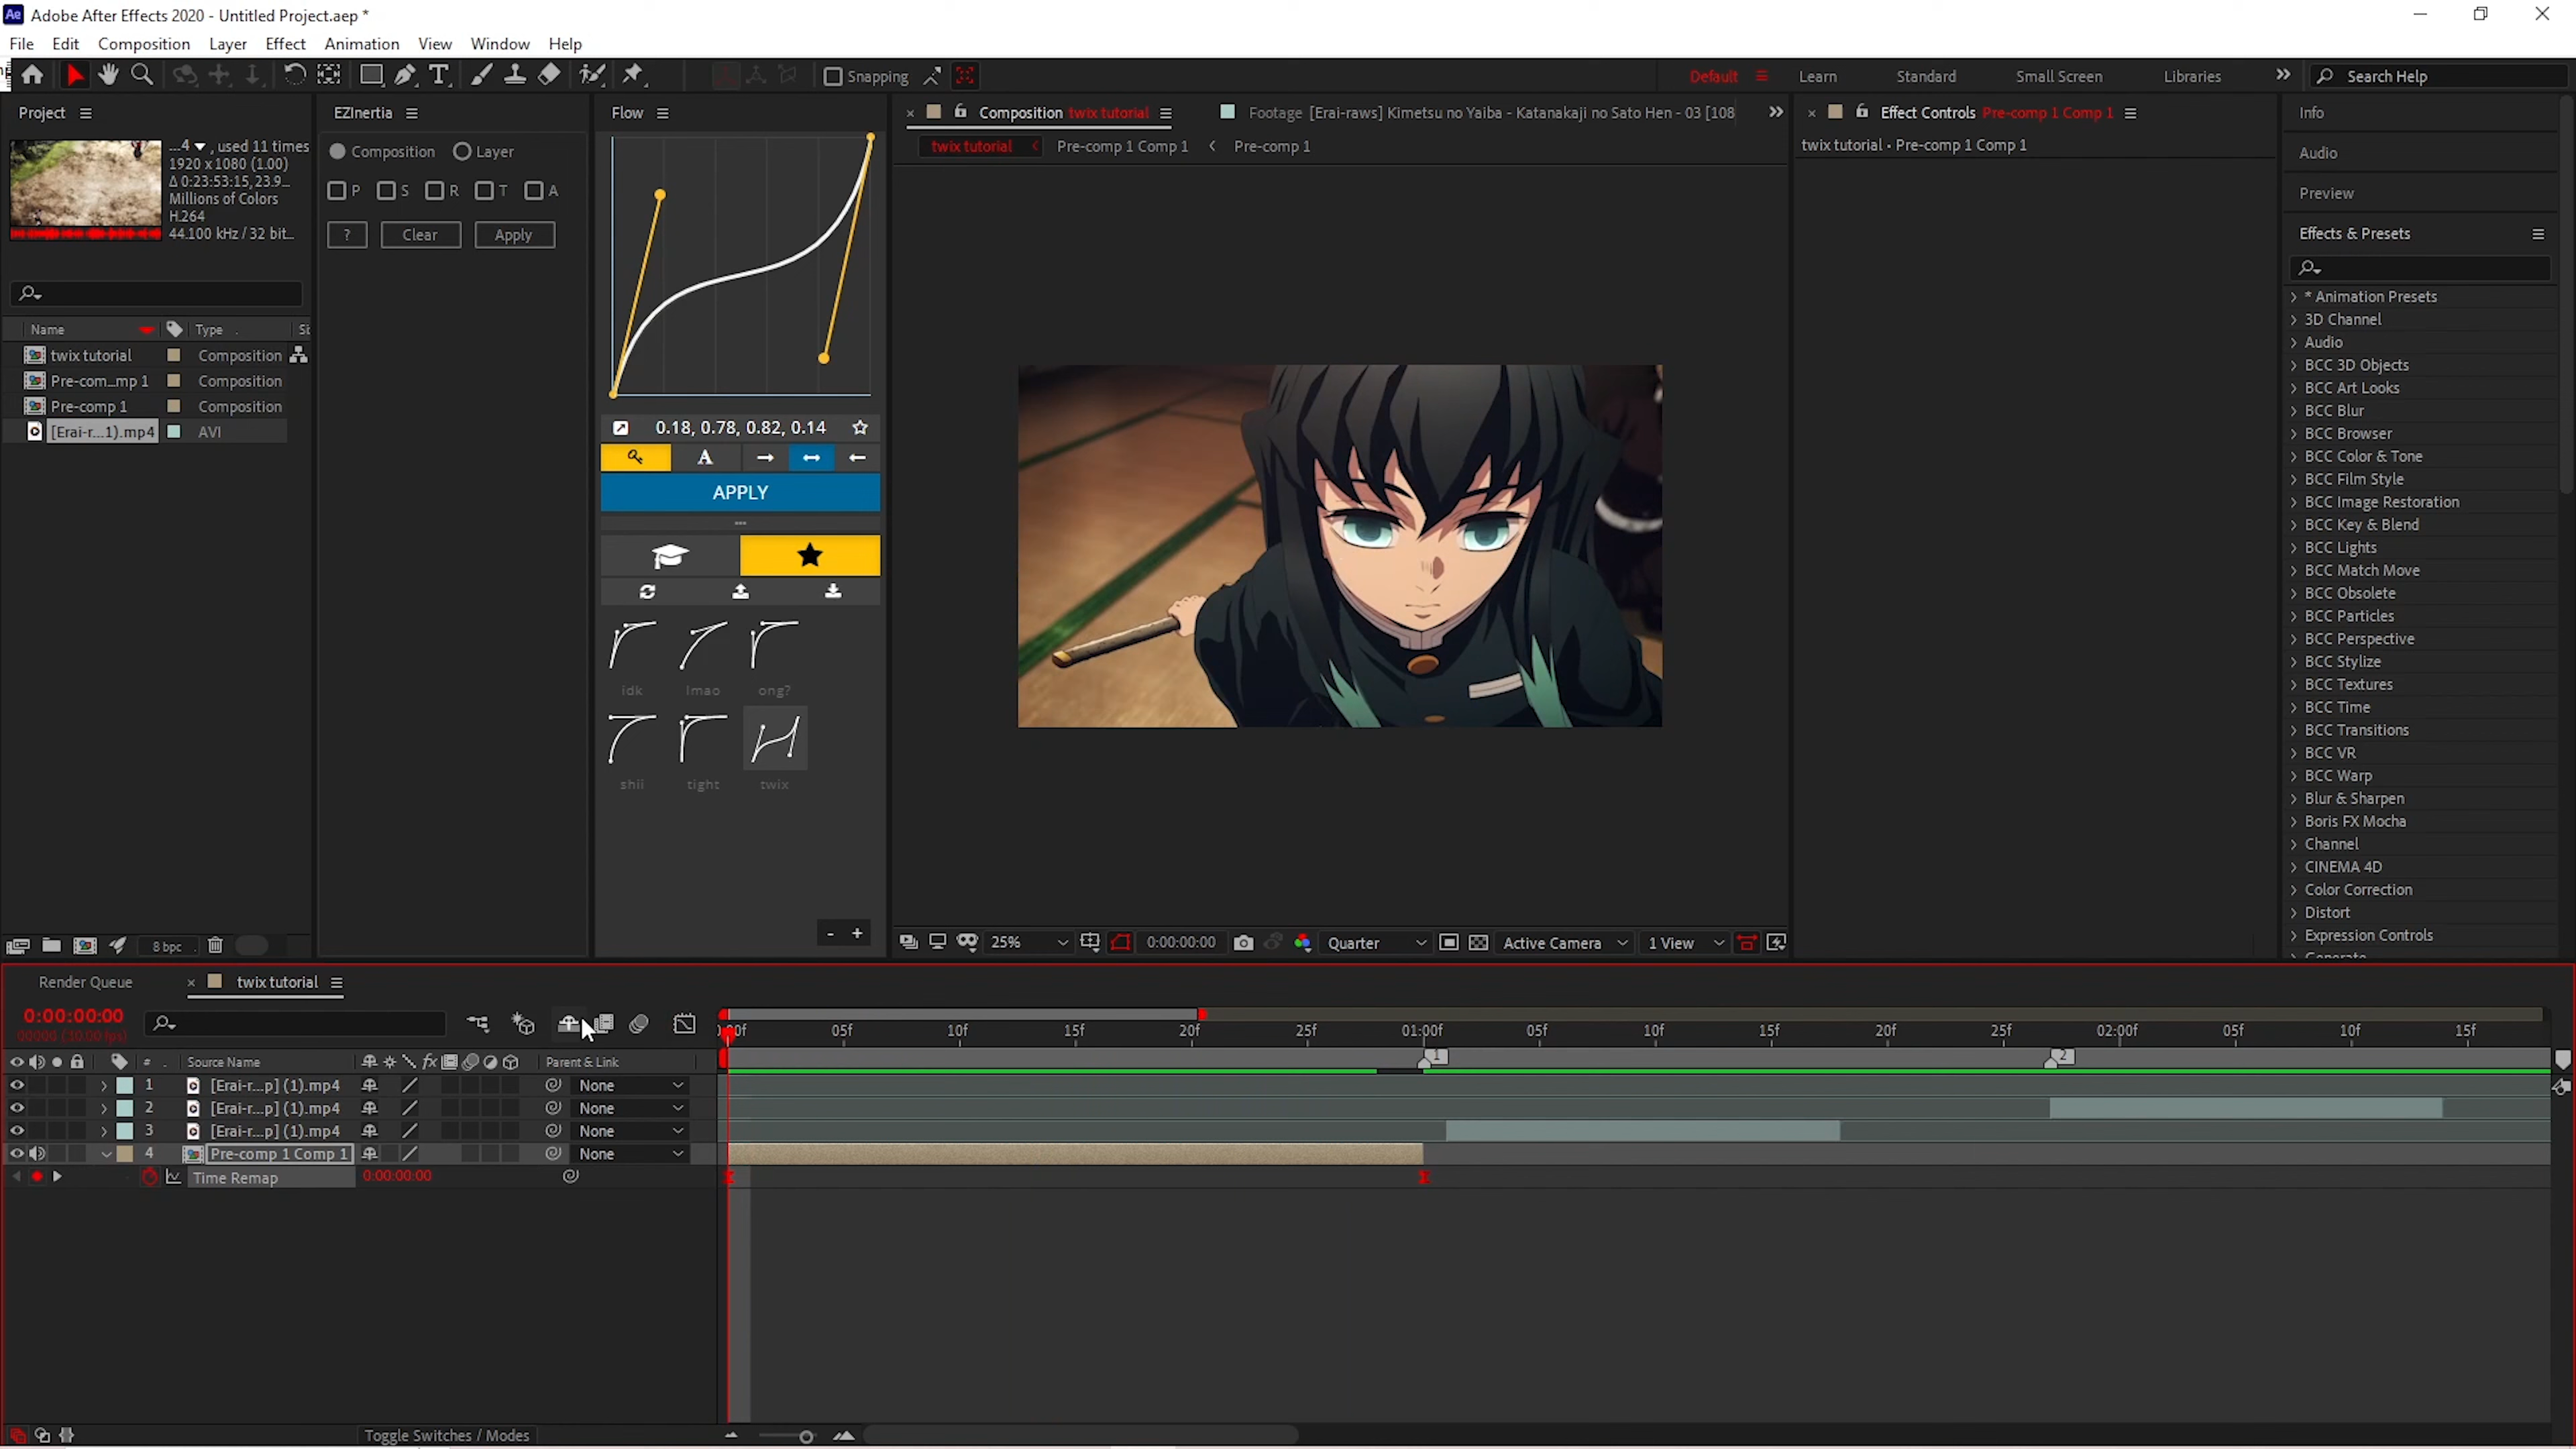 Adobe After Effects 2020 - Untitled Project.aep *
File Edit Composition Layer Effect Animation View Window Help
Snapping
Default Learn Standard Small Screen Libraries
Search Help
Project
...4 , used 11 times
1920 x 1080 (1.00)
Δ 0:23:53:15, 23.9...
Millions of Colors
H.264
44.100 kHz / 32 bit...
Name Type
twix tutorial Composition
Pre-com...mp 1 Composition
Pre-comp 1 Composition
[Erai-r...1).mp4 AVI
8 bpc
EZInertia
Composition Layer
P S R T A
? Clear Apply
Flow
0.18, 0.78, 0.82, 0.14
A
APPLY
idk lmao ong?
shii tight twix
- +
Composition twix tutorial
Footage [Erai-raws] Kimetsu no Yaiba - Katanakaji no Sato Hen - 03 [108
twix tutorial Pre-comp 1 Comp 1 Pre-comp 1
25% 0:00:00:00 Quarter Active Camera 1 View
Effect Controls Pre-comp 1 Comp 1
twix tutorial • Pre-comp 1 Comp 1
Info
Audio
Preview
Effects & Presets
* Animation Presets
3D Channel
Audio
BCC 3D Objects
BCC Art Looks
BCC Blur
BCC Browser
BCC Color & Tone
BCC Film Style
BCC Image Restoration
BCC Key & Blend
BCC Lights
BCC Match Move
BCC Obsolete
BCC Particles
BCC Perspective
BCC Stylize
BCC Textures
BCC Time
BCC Transitions
BCC VR
BCC Warp
Blur & Sharpen
Boris FX Mocha
Channel
CINEMA 4D
Color Correction
Distort
Expression Controls
Generate
Render Queue twix tutorial
0:00:00:00
05f 10f 15f 20f 25f 01:00f 05f 10f 15f 20f 25f 02:00f 05f 10f 15f
# Source Name fx Parent & Link
1 2
1 [Erai-r...p] (1).mp4 None
2 [Erai-r...p] (1).mp4 None
3 [Erai-r...p] (1).mp4 None
4 Pre-comp 1 Comp 1 None
Time Remap 0:00:00:00
Toggle Switches / Modes